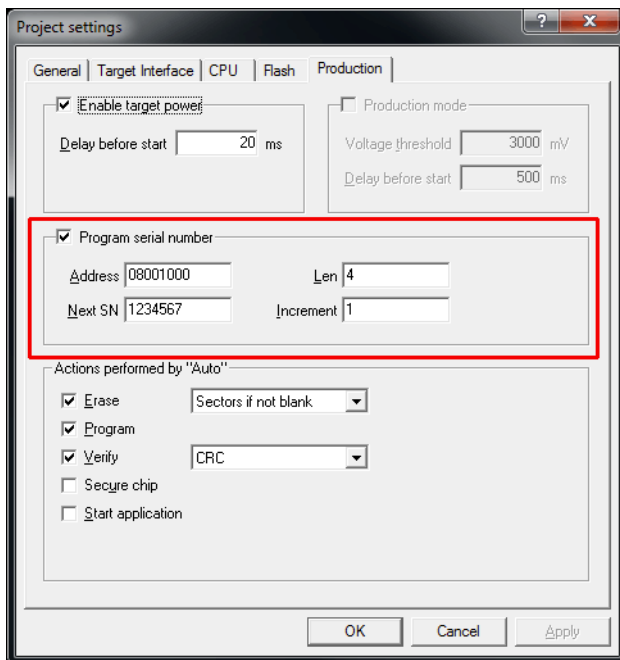 Project settings
General Target Interface CPU Flash Production
Enable target power
Delay before start 20 ms
Production mode
Voltage threshold 3000 mV
Delay before start 500 ms
Program serial number
Address 08001000 Len 4
Next SN 1234567 Increment 1
Actions performed by "Auto"
Erase Sectors if not blank
Program
Verify CRC
Secure chip
Start application
OK Cancel Apply